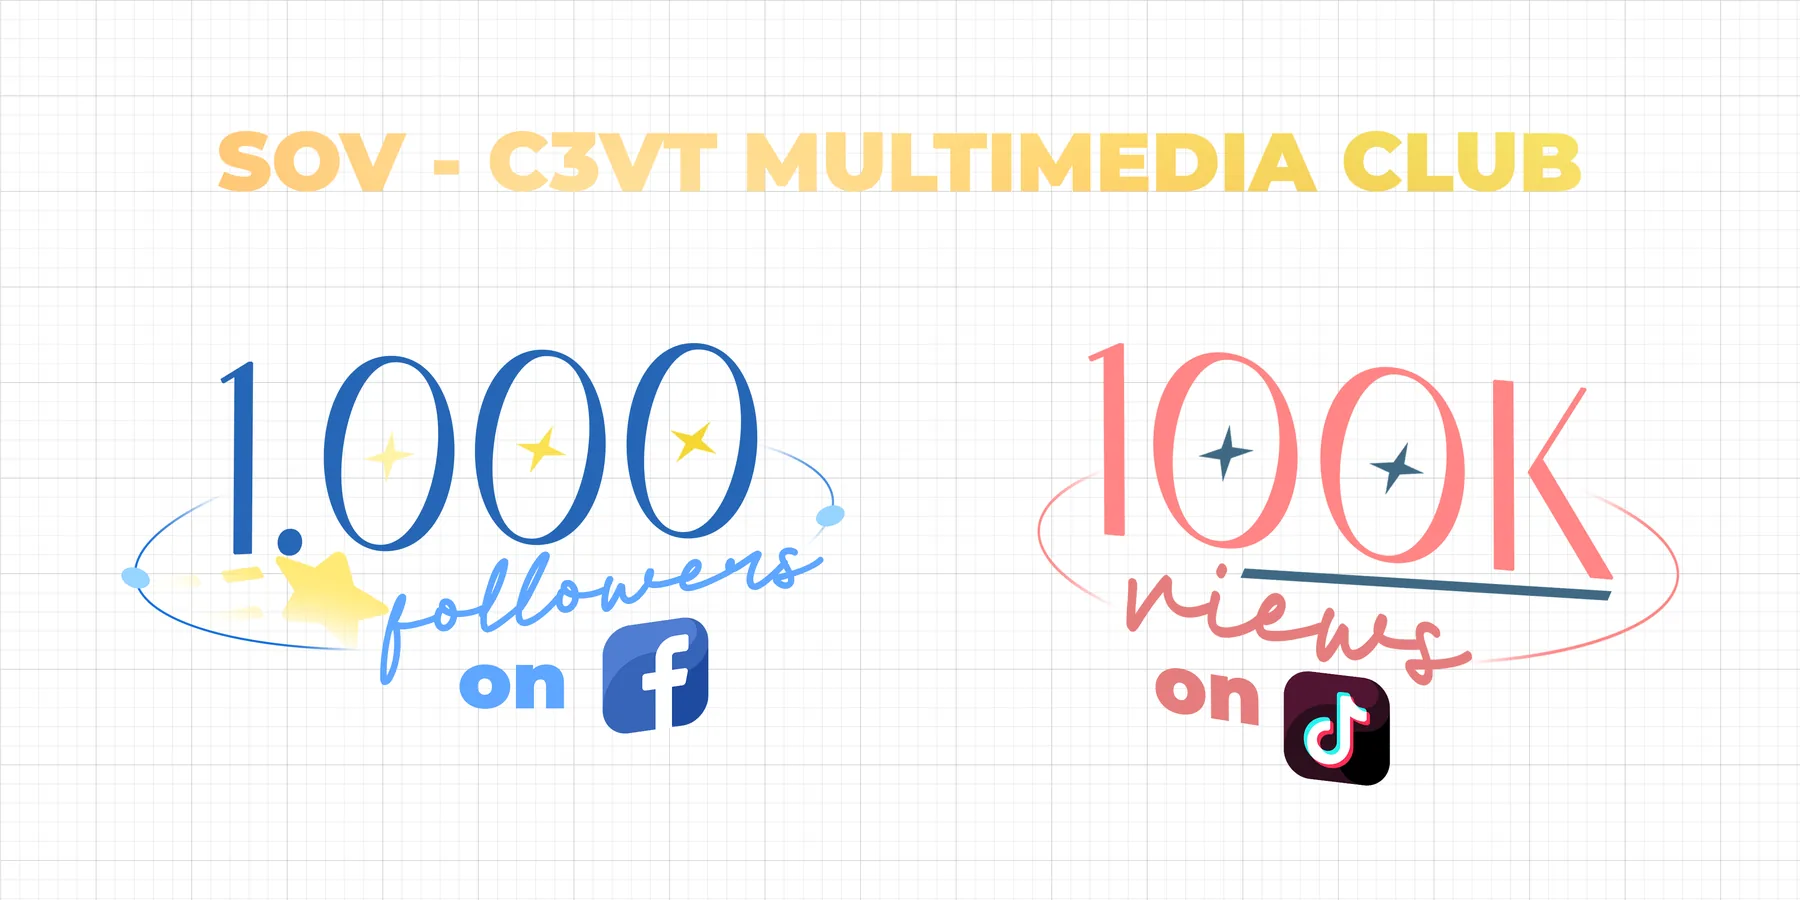 SOV - C3VT MULTIMEDIA CLUB
1.000
followers
on
100K
views
on